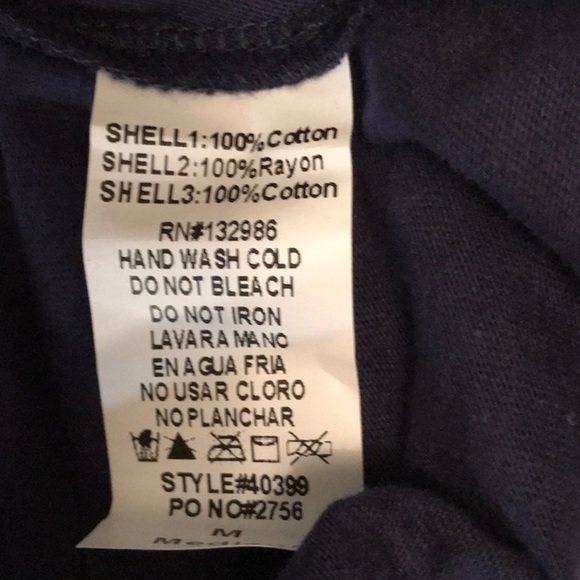 SHELL1:100%Cotton
SHELL2:100%Rayon
SHELL3:100%Cotton
RN#132986
HAND WASH COLD
DO NOT BLEACH
DO NOT IRON
LAVAR A MANO
EN AGUA FRIA
NO USAR CLORO
NO PLANCHAR
STYLE#40399
PO NO#2756
M